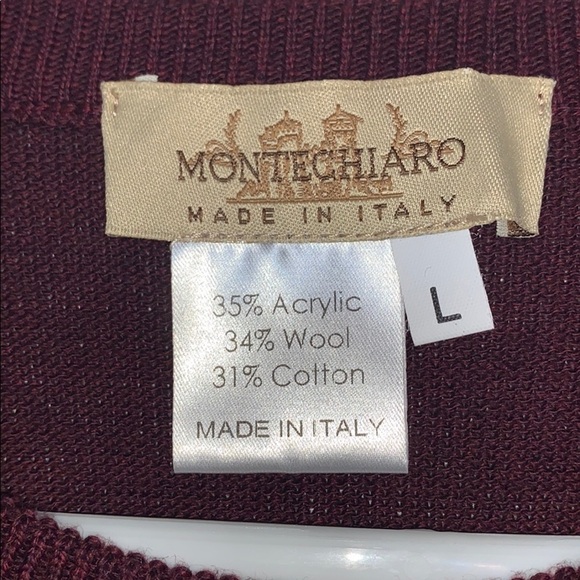 MONTECHIARO
MADE IN ITALY
35% Acrylic
34% Wool
31% Cotton
MADE IN ITALY
L